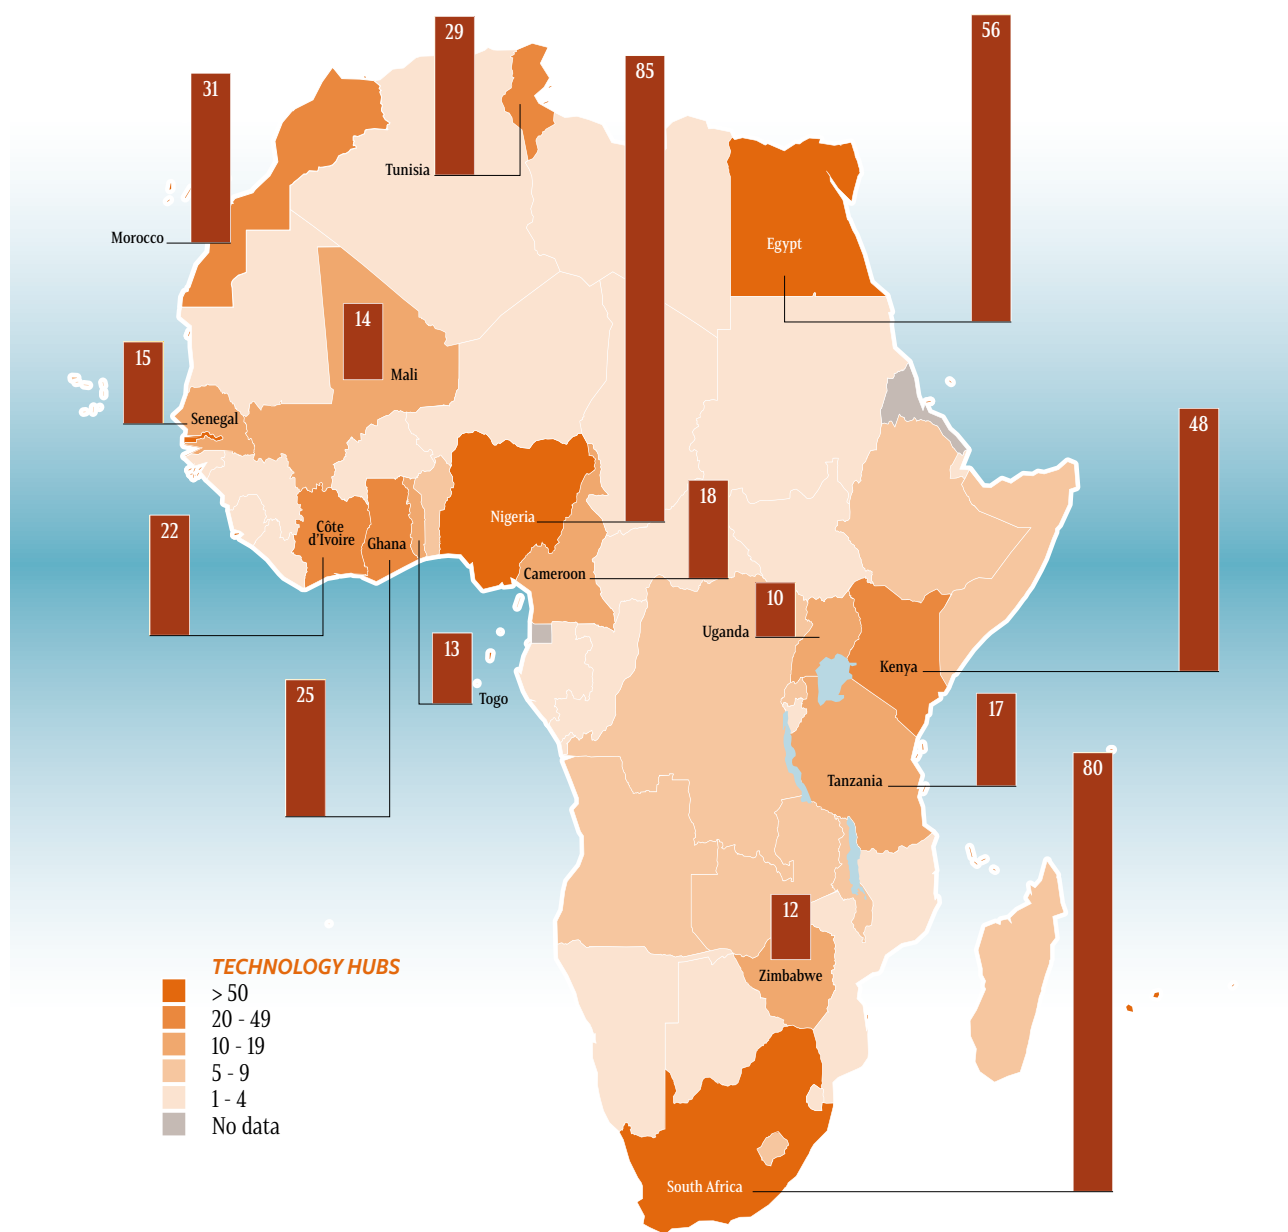 29
56
85
31
Tunisia
Morocco
Egypt
14
15
Mali
Senegal
48
18
Nigeria
22
Côte
d'Ivoire
Ghana
Cameroon
10
Uganda
13
Kenya
25
Togo
17
80
Tanzania
12
Zimbabwe
TECHNOLOGY HUBS
> 50
20 - 49
10 - 19
5 - 9
1 - 4
No data
South Africa